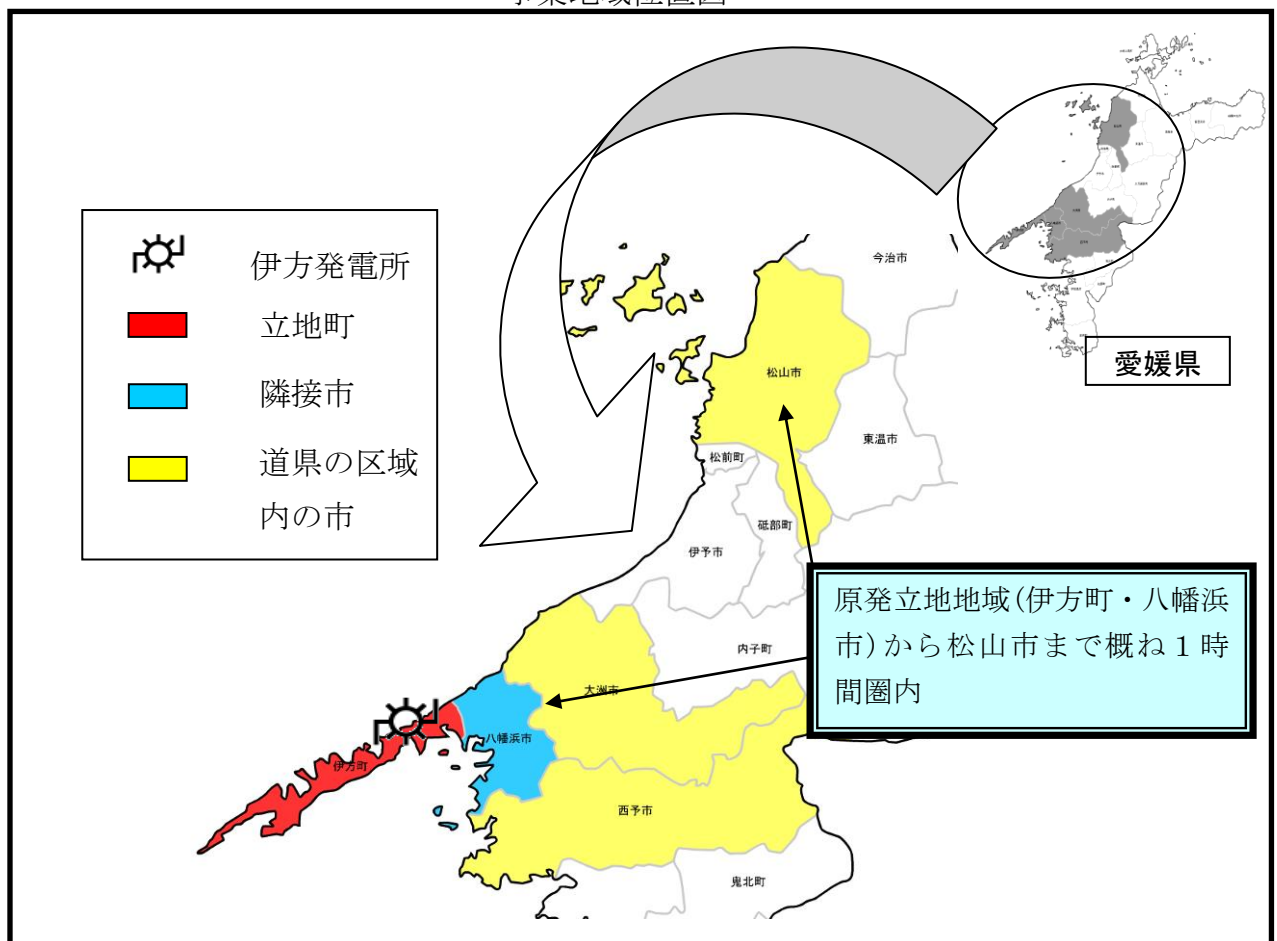 愛媛県
伊方発電所
立地町
隣接市
道県の区域
内の市
今治市
松山市
東温市
松前町
砥部町
伊予市
原発立地地域(伊方町・八幡浜
市)から松山市まで概ね１時
間圏内
内子町
大洲市
八幡浜市
伊方町
西予市
鬼北町